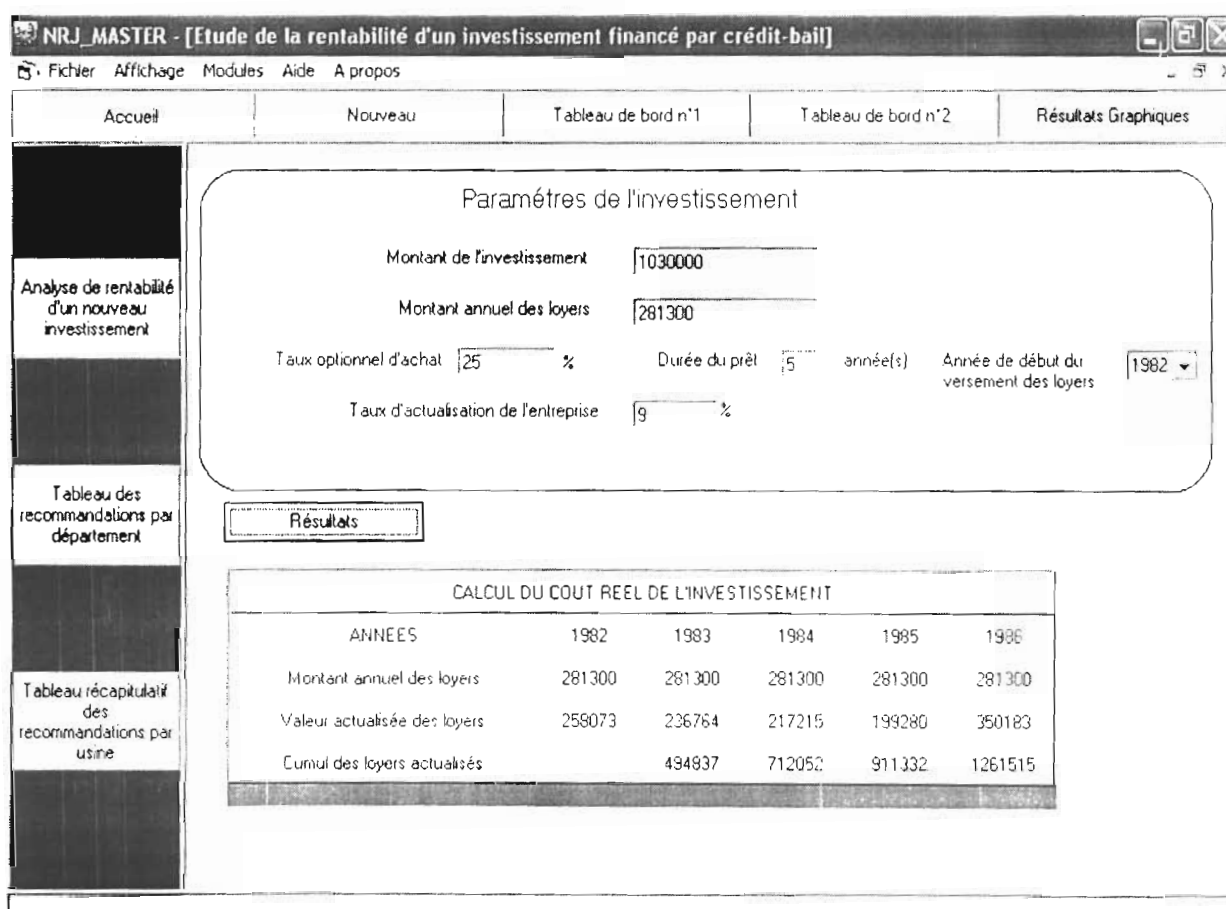 NRJ_MASTER - [Etude de la rentabilité d'un investissement financé par crédit-bail]
Fichier Affichage Modules Aide A propos
Accueil Nouveau Tableau de bord n°1 Tableau de bord n°2 Résultats Graphiques
Analyse de rentabilité
d'un nouveau
investissement
Tableau des
recommandations par
département
Tableau récapitulatif
des
recommandations par
usine
Paramétres de l'investissement
Montant de l'investissement 1030000
Montant annuel des loyers 281300
Taux optionnel d'achat 25 % Durée du prêt 5 année(s) Année de début du
versement des loyers 1982
Taux d'actualisation de l'entreprise 9 %
Résultats
CALCUL DU COUT REEL DE L'INVESTISSEMENT
ANNEES 1982 1983 1984 1985 1986
Montant annuel des loyers 281300 281300 281300 281300 281300
Valeur actualisée des loyers 258073 236764 217215 199280 350183
Cumul des loyers actualisés 494837 712052 911332 1261515